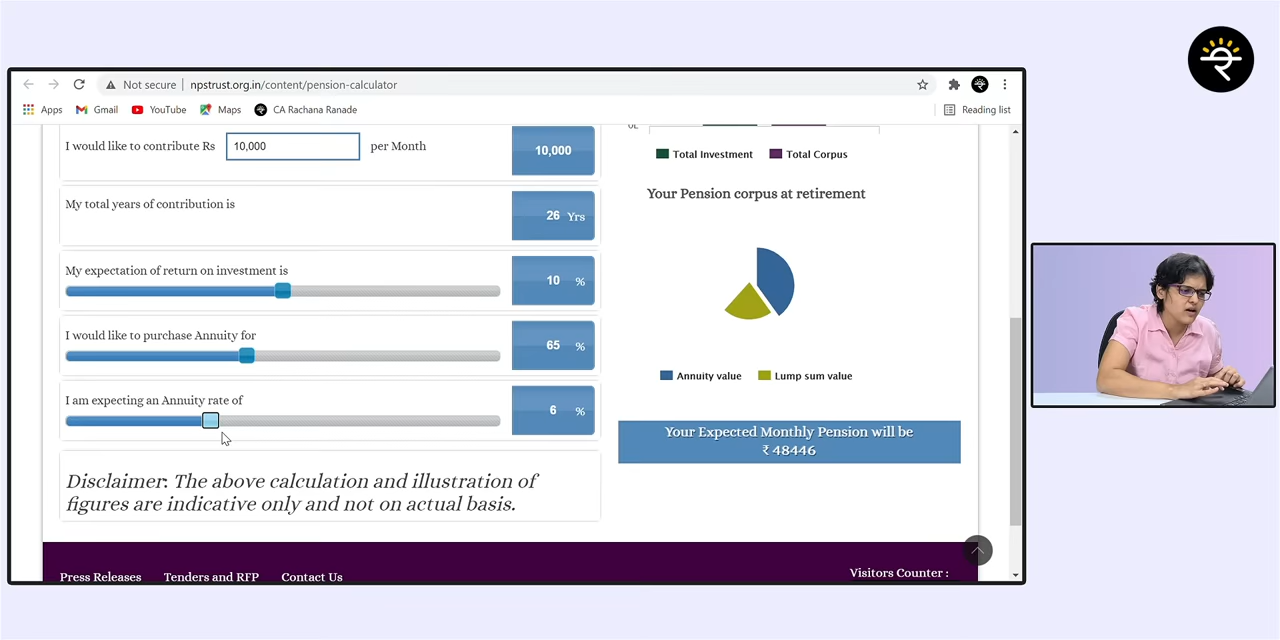 Not secure | npstrust.org.in/content/pension-calculator
Apps Gmail YouTube Maps CA Rachana Ranade Reading list
I would like to contribute Rs 10,000 per Month 10,000
My total years of contribution is 26 Yrs
My expectation of return on investment is 10 %
I would like to purchase Annuity for 65 %
I am expecting an Annuity rate of 6 %
Disclaimer: The above calculation and illustration of
figures are indicative only and not on actual basis.
Total Investment Total Corpus
Your Pension corpus at retirement
Annuity value Lump sum value
Your Expected Monthly Pension will be
₹ 48446
Press Releases Tenders and RFP Contact Us
Visitors Counter :